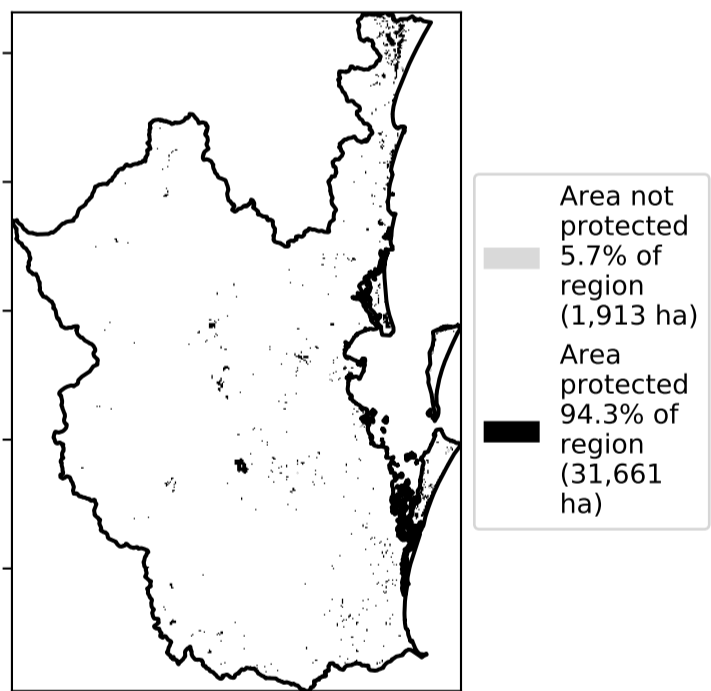 Area not
protected
5.7% of
region
(1,913 ha)
Area
protected
94.3% of
region
(31,661
ha)